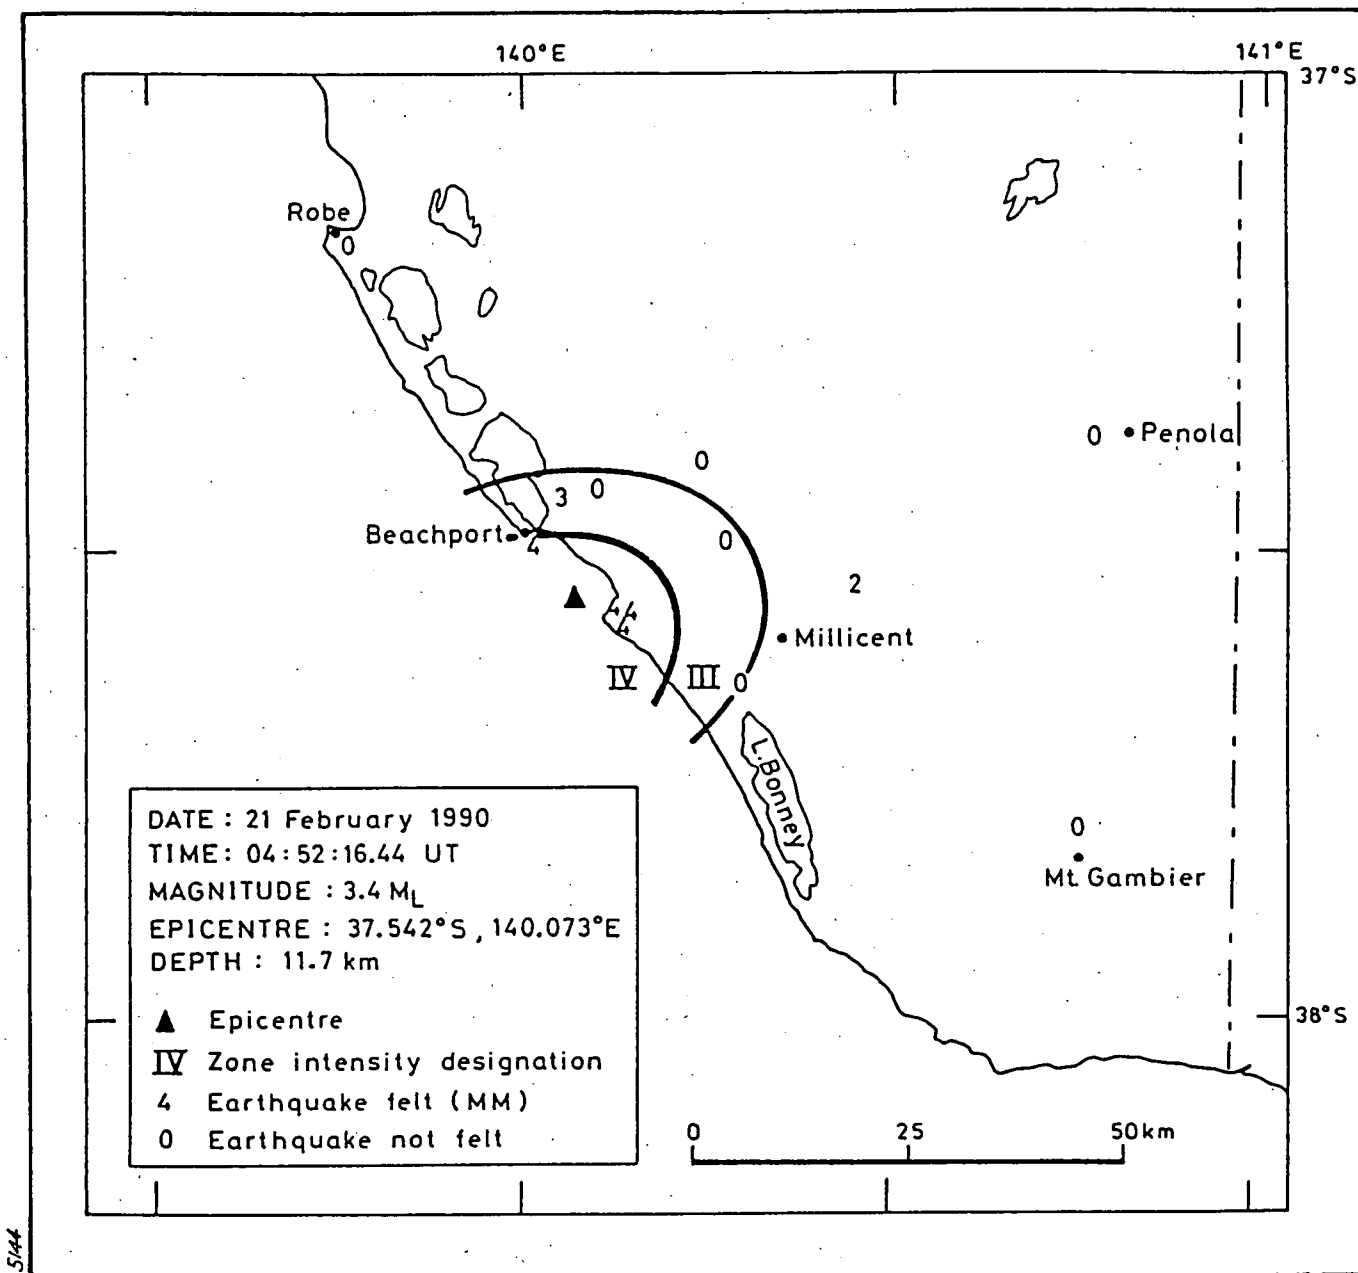 140°E
141°E
37°S
Robe
0
0
0 Penola
3 0
Beachport
4
0
2
4 4
4
Millicent
IV III
0
L. Bonney
DATE : 21 February 1990
TIME : 04:52:16.44 UT
MAGNITUDE : 3.4 ML
EPICENTRE : 37.542°S , 140.073°E
DEPTH : 11.7 km
0
Mt. Gambier
Epicentre
38°S
IV Zone intensity designation
4 Earthquake felt (MM)
0 Earthquake not felt
0 25 50 km
5144